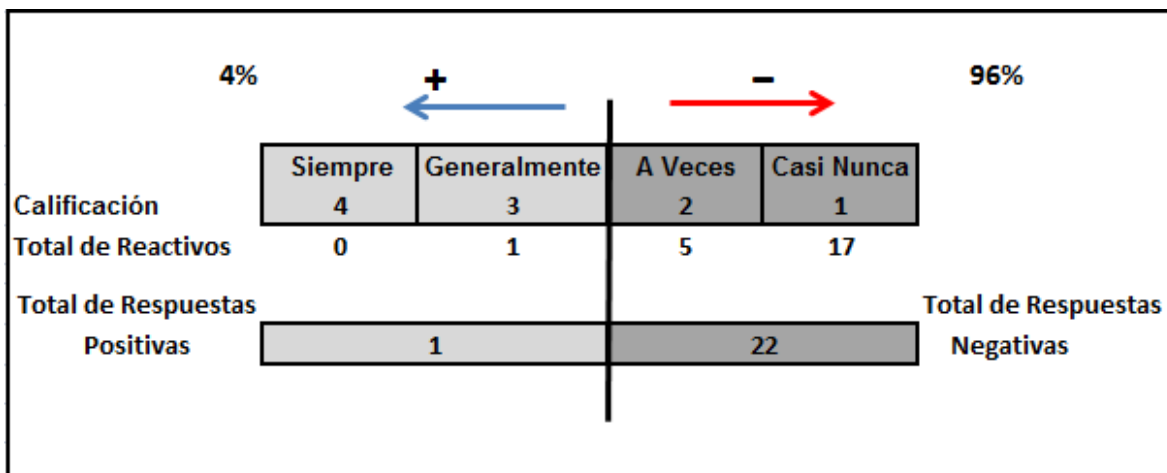 4% + − 96%
Siempre Generalmente A Veces Casi Nunca
Calificación 4 3 2 1
Total de Reactivos 0 1 5 17
Total de Respuestas Total de Respuestas
Positivas 1 22 Negativas